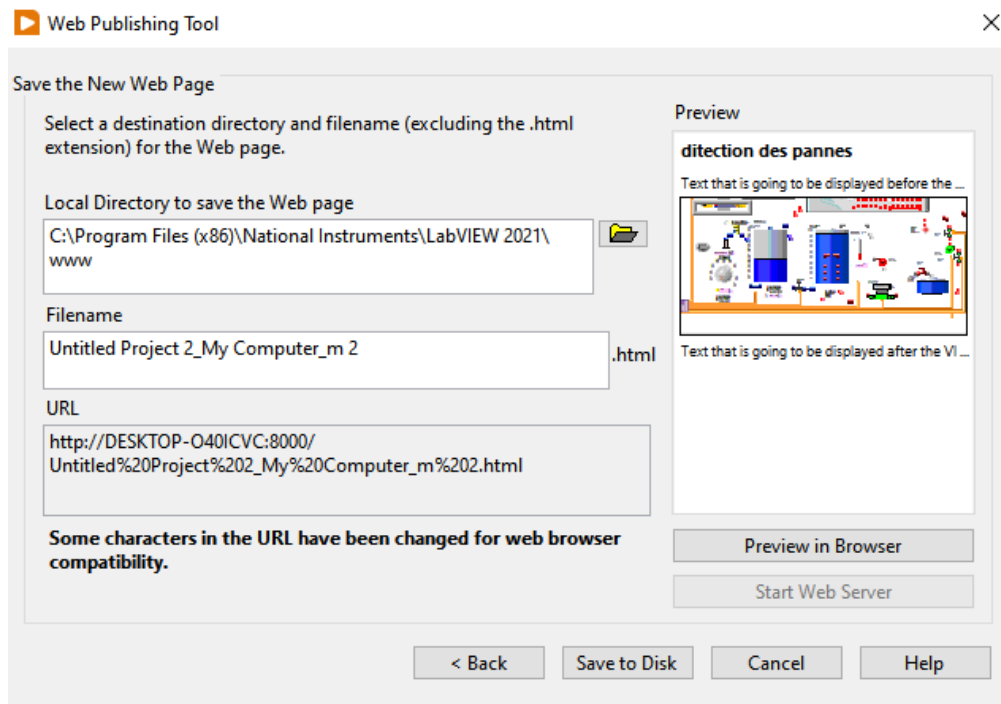 Web Publishing Tool
Save the New Web Page
Select a destination directory and filename (excluding the .html
extension) for the Web page.
Local Directory to save the Web page
C:\Program Files (x86)\National Instruments\LabVIEW 2021\
www
Filename
Untitled Project 2_My Computer_m 2
.html
URL
http://DESKTOP-O40ICVC:8000/
Untitled%20Project%202_My%20Computer_m%202.html
Some characters in the URL have been changed for web browser
compatibility.
Preview
ditection des pannes
Text that is going to be displayed before the ...
Text that is going to be displayed after the VI ...
Preview in Browser
Start Web Server
< Back
Save to Disk
Cancel
Help